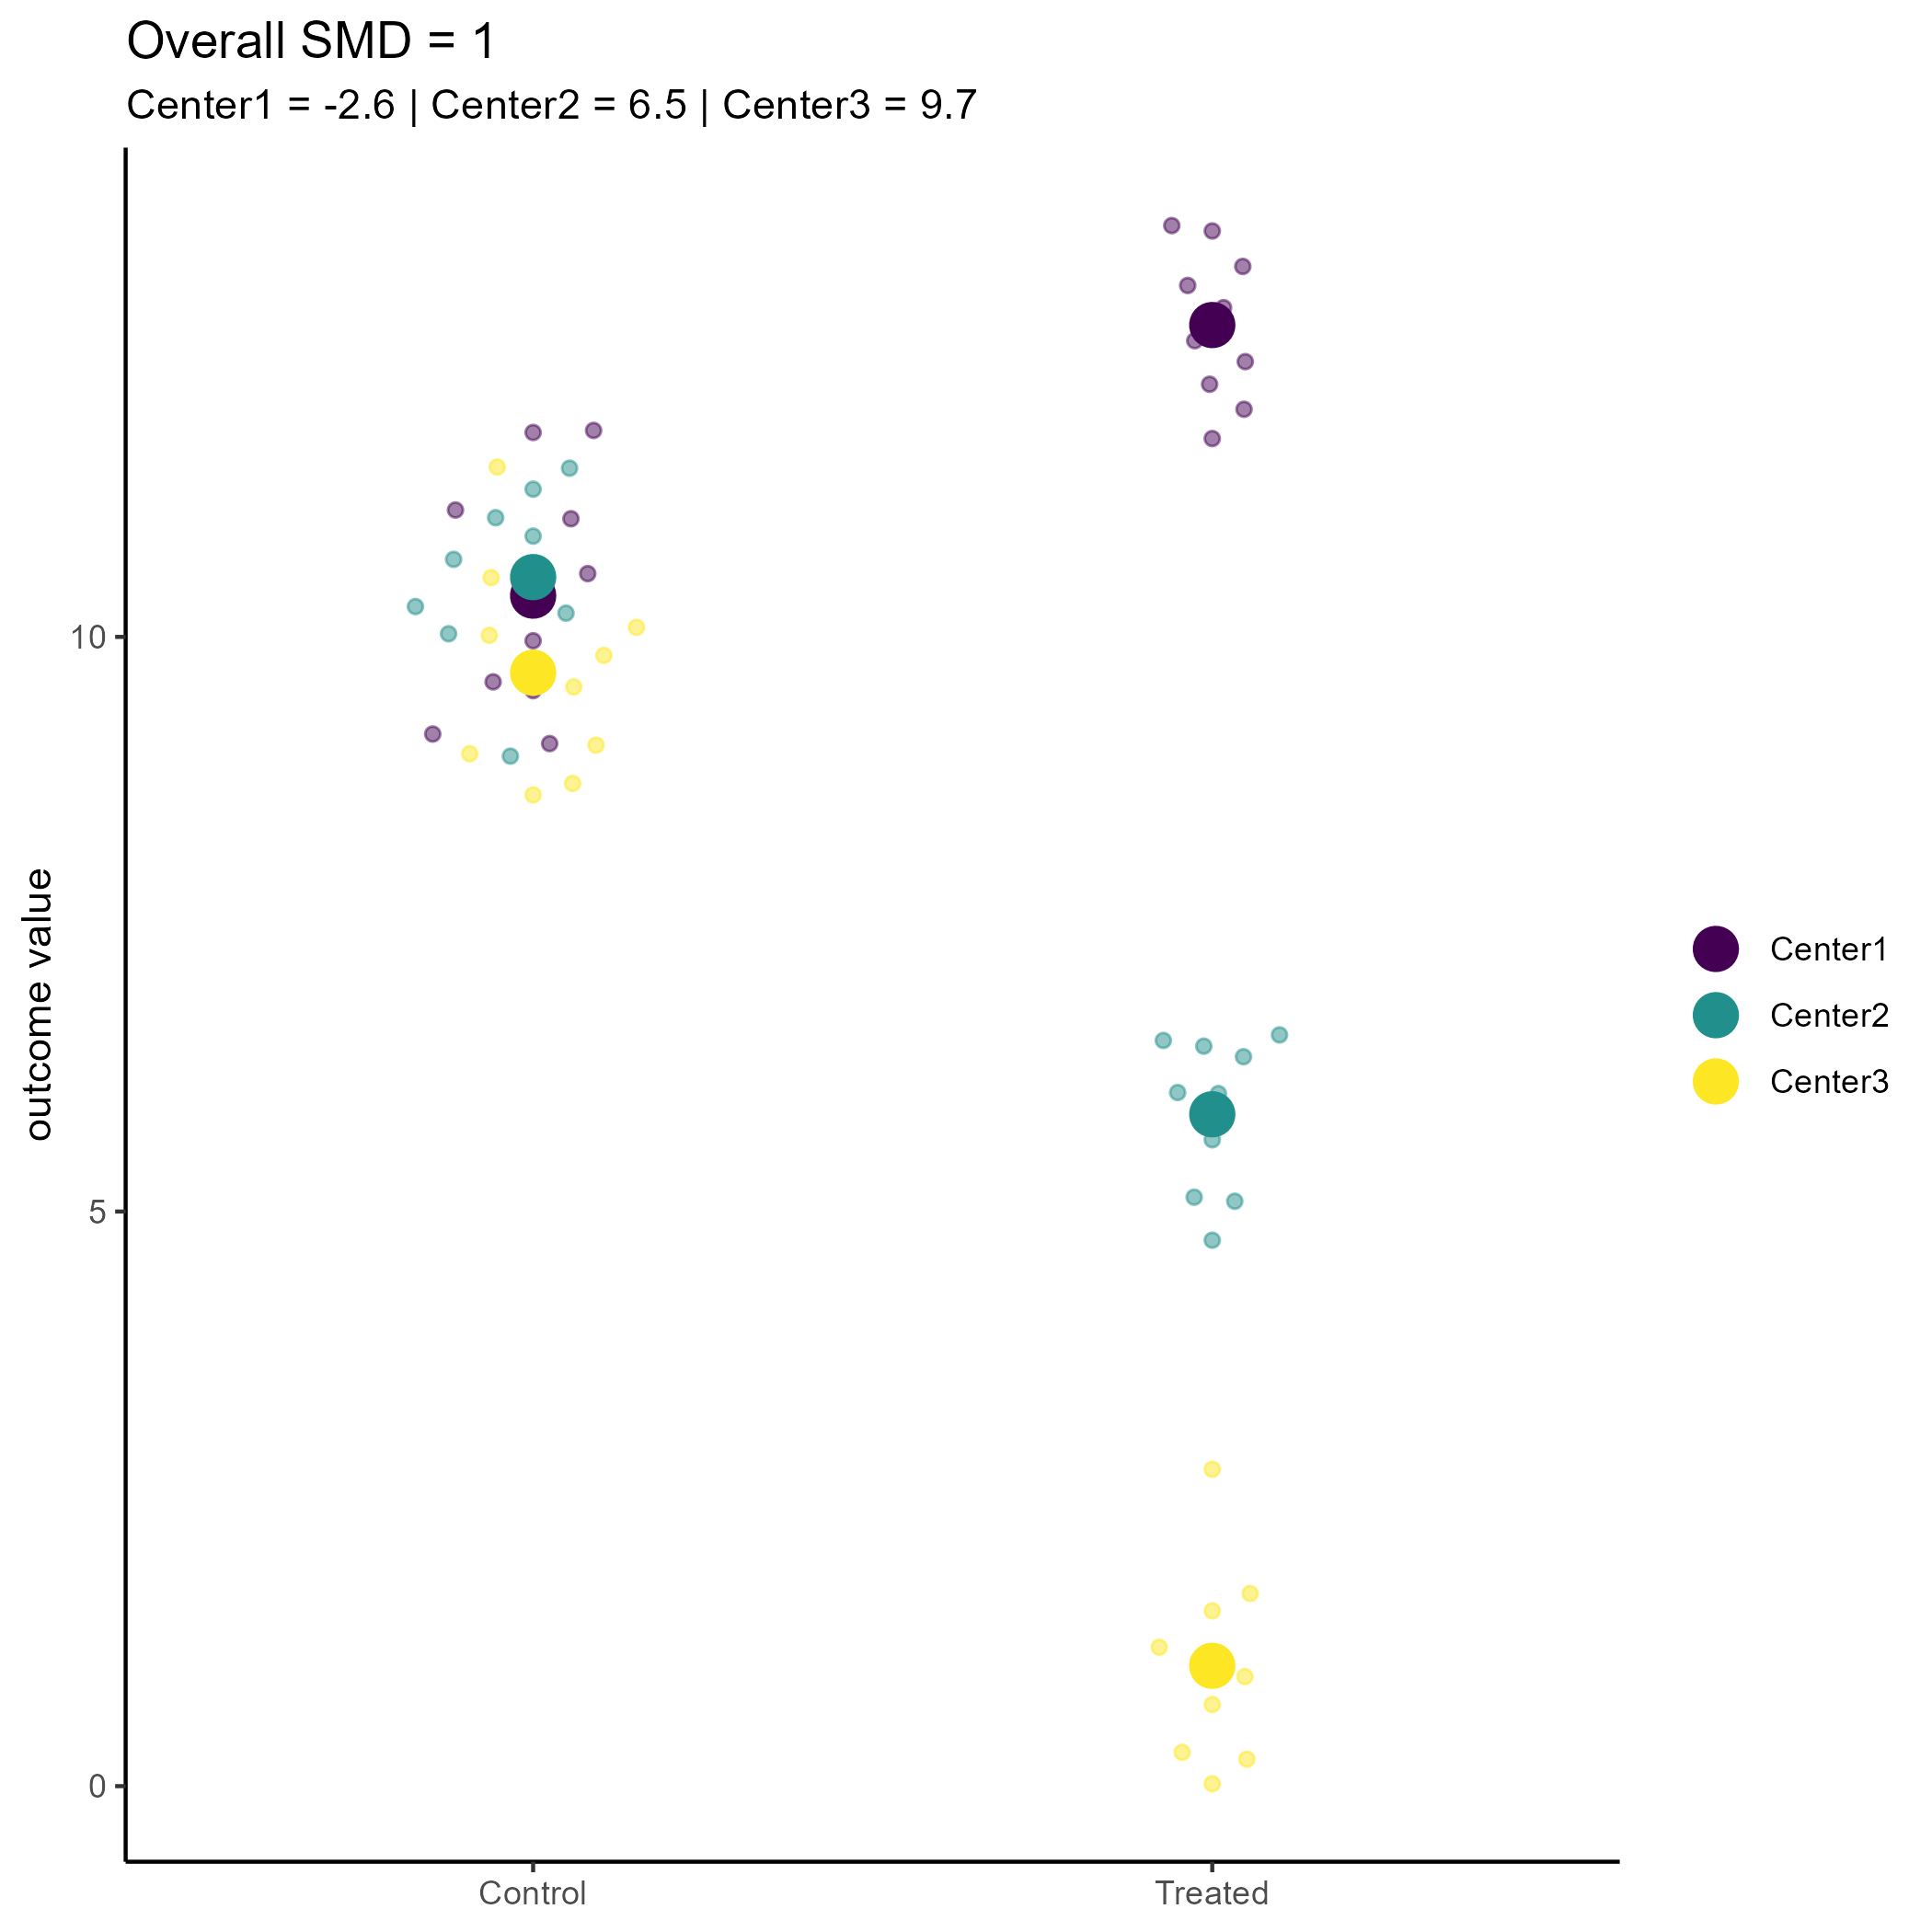 Overall SMD = 1
Center1 = -2.6 | Center2 = 6.5 | Center3 = 9.7
10
5
0
outcome value
Control
Treated
Center1
Center2
Center3